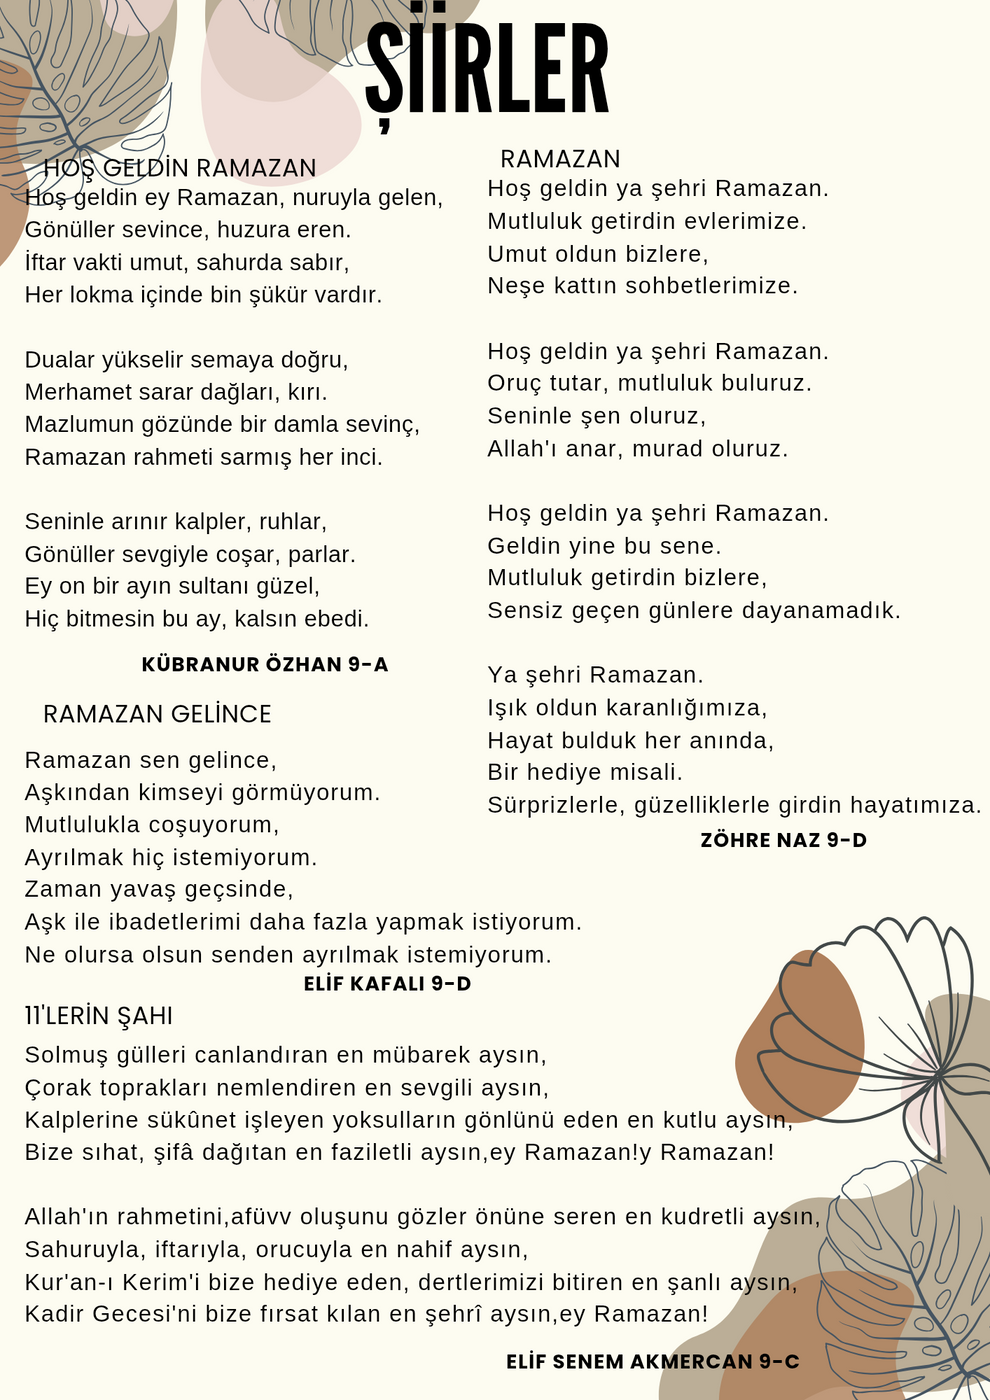 ŞİİRLER
HOŞ GELDİN RAMAZAN
Hoş geldin ey Ramazan, nuruyla gelen,
Gönüller sevince, huzura eren.
İftar vakti umut, sahurda sabır,
Her lokma içinde bin şükür vardır.
Dualar yükselir semaya doğru,
Merhamet sarar dağları, kırı.
Mazlumun gözünde bir damla sevinç,
Ramazan rahmeti sarmış her inci.
Seninle arınır kalpler, ruhlar,
Gönüller sevgiyle coşar, parlar.
Ey on bir ayın sultanı güzel,
Hiç bitmesin bu ay, kalsın ebedi.
KÜBRANUR ÖZHAN 9-A
RAMAZAN GELİNCE
Ramazan sen gelince,
Aşkından kimseyi görmüyorum.
Mutlulukla coşuyorum,
Ayrılmak hiç istemiyorum.
Zaman yavaş geçsinde,
Aşk ile ibadetlerimi daha fazla yapmak istiyorum.
Ne olursa olsun senden ayrılmak istemiyorum.
ELİF KAFALI 9-D
RAMAZAN
Hoş geldin ya şehri Ramazan.
Mutluluk getirdin evlerimize.
Umut oldun bizlere,
Neşe kattın sohbetlerimize.
Hoş geldin ya şehri Ramazan.
Oruç tutar, mutluluk buluruz.
Seninle şen oluruz,
Allah'ı anar, murad oluruz.
Hoş geldin ya şehri Ramazan.
Geldin yine bu sene.
Mutluluk getirdin bizlere,
Sensiz geçen günlere dayanamadık.
Ya şehri Ramazan.
Işık oldun karanlığımıza,
Hayat bulduk her anında,
Bir hediye misali.
Sürprizlerle, güzelliklerle girdin hayatımıza.
ZÖHRE NAZ 9-D
11'LERİN ŞAHI
Solmuş gülleri canlandıran en mübarek aysın,
Çorak toprakları nemlendiren en sevgili aysın,
Kalplerine sükûnet işleyen yoksulların gönlünü eden en kutlu aysın,
Bize sıhat, şifâ dağıtan en faziletli aysın,ey Ramazan!y Ramazan!
Allah'ın rahmetini,afüvv oluşunu gözler önüne seren en kudretli aysın,
Sahuruyla, iftarıyla, orucuyla en nahif aysın,
Kur'an-ı Kerim'i bize hediye eden, dertlerimizi bitiren en şanlı aysın,
Kadir Gecesi'ni bize fırsat kılan en şehrî aysın,ey Ramazan!
ELİF SENEM AKMERCAN 9-C